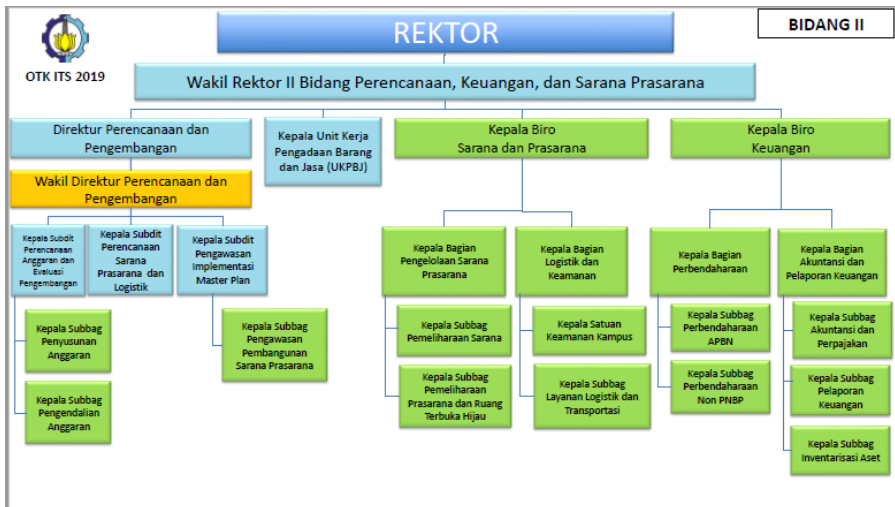 REKTOR
BIDANG II
OTK ITS 2019
Wakil Rektor II Bidang Perencanaan, Keuangan, dan Sarana Prasarana
Direktur Perencanaan dan
Pengembangan
Kepala Unit Kerja
Pengadaan Barang
dan Jasa (UKPBJ)
Kepala Biro
Sarana dan Prasarana
Kepala Biro
Keuangan
Wakil Direktur Perencanaan dan
Pengembangan
Kepala Subdit
Perencanaan
Anggaran dan
Evaluasi
Pengembangan
Kepala Subdit
Perencanaan
Sarana
Prasarana dan
Logistik
Kepala Subdit
Pengawasan
Implementasi
Master Plan
Kepala Bagian
Pengelolaan Sarana
Prasarana
Kepala Bagian
Logistik dan
Keamanan
Kepala Bagian
Perbendaharaan
Kepala Bagian
Akuntansi dan
Pelaporan Keuangan
Kepala Subbag
Penyusunan
Anggaran
Kepala Subbag
Pengawasan
Pembangunan
Sarana Prasarana
Kepala Subbag
Pemeliharaan Sarana
Kepala Satuan
Keamanan Kampus
Kepala Subbag
Perbendaharaan
APBN
Kepala Subbag
Akuntansi dan
Perpajakan
Kepala Subbag
Pengendalian
Anggaran
Kepala Subbag
Pemeliharaan
Prasarana dan Ruang
Terbuka Hijau
Kepala Subbag
Layanan Logistik dan
Transportasi
Kepala Subbag
Perbendaharaan
Non PNBP
Kepala Subbag
Pelaporan
Keuangan
Kepala Subbag
Inventarisasi Aset